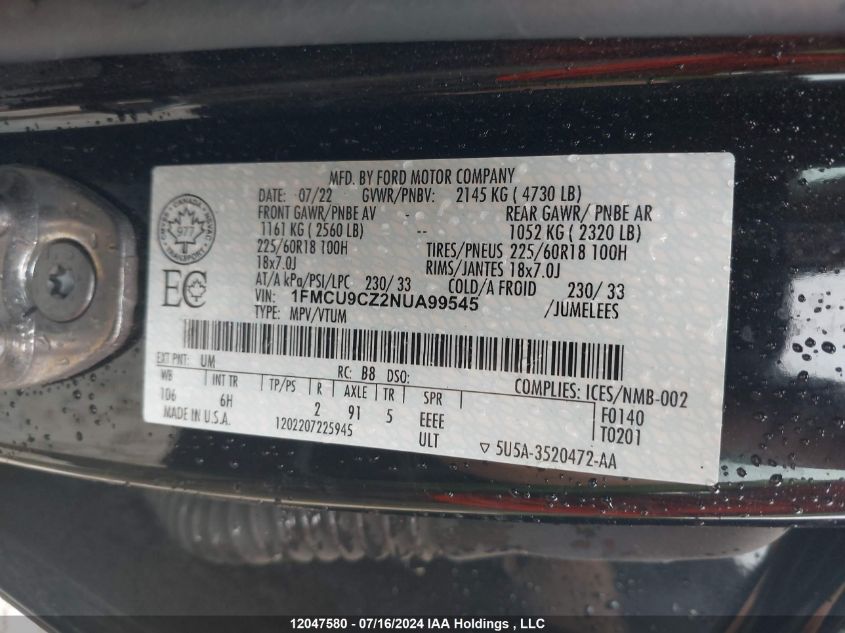 MFD. BY FORD MOTOR COMPANY
DATE: 07/22 GVWR/PNBV: 2145 KG ( 4730 LB)
FRONT GAWR/PNBE AV - REAR GAWR/ PNBE AR
1161 KG ( 2560 LB) -- 1052 KG ( 2320 LB)
225/60R18 100H TIRES/PNEUS 225/60R18 100H
18x7.0J RIMS/JANTES 18x7.0J
AT/A kPa/PSI/LPC 230/ 33 COLD/A FROID 230/ 33
VIN: 1FMCU9CZ2NUA99545 /JUMELEES
TYPE: MPV/VTUM
CANADA
977
EC
EXT PNT: UM RC: B8 DSO: COMPLIES: ICES/NMB-002
WB INT TR TP/PS R AXLE TR SPR F0140
106 6H 2 91 5 EEEE T0201
MADE IN U.S.A. 1202207225945 ULT 5U5A-3520472-AA
12047580 - 07/16/2024 IAA Holdings , LLC